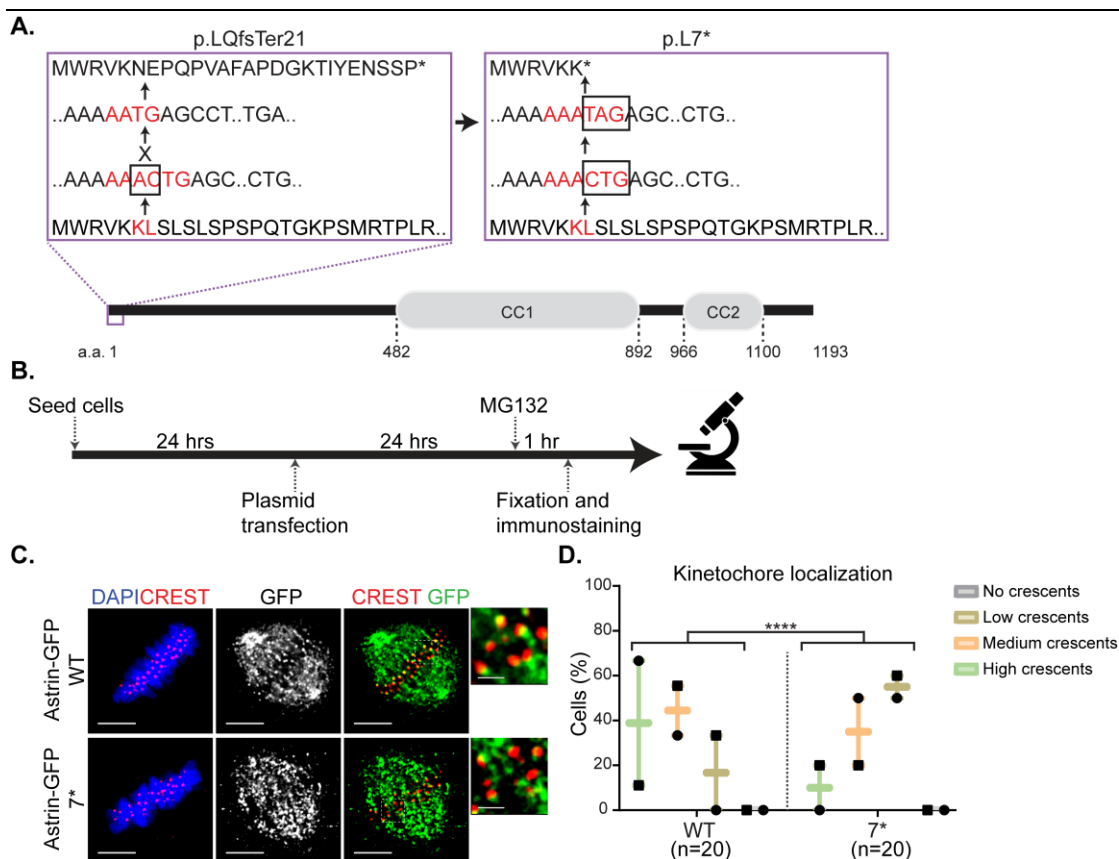 A.
p.LQfsTer21
MWRVKNEPQPVAFAPDGKTIYENSSP*
..AAAAATGAGCCT..TGA..
X
..AAAAAACTGAGC..CTG..
MWRVKKLSLSLSPSPQTGKPSMRTPLR..
p.L7*
MWRVKK*
..AAAAAATAGAGC..CTG..
..AAAAAACTGAGC..CTG..
MWRVKKLSLSLSPSPQTGKPSMRTPLR..
CC1
CC2
a.a. 1
482
892
966
1100
1193
B.
Seed cells
MG132
24 hrs
24 hrs
1 hr
Plasmid
transfection
Fixation and
immunostaining
C.
DAPICREST
GFP
CREST GFP
Astrin-GFP
WT
Astrin-GFP
7*
D.
Kinetochore localization
****
Cells (%)
100
80
60
40
20
0
WT
(n=20)
7*
(n=20)
No crescents
Low crescents
Medium crescents
High crescents